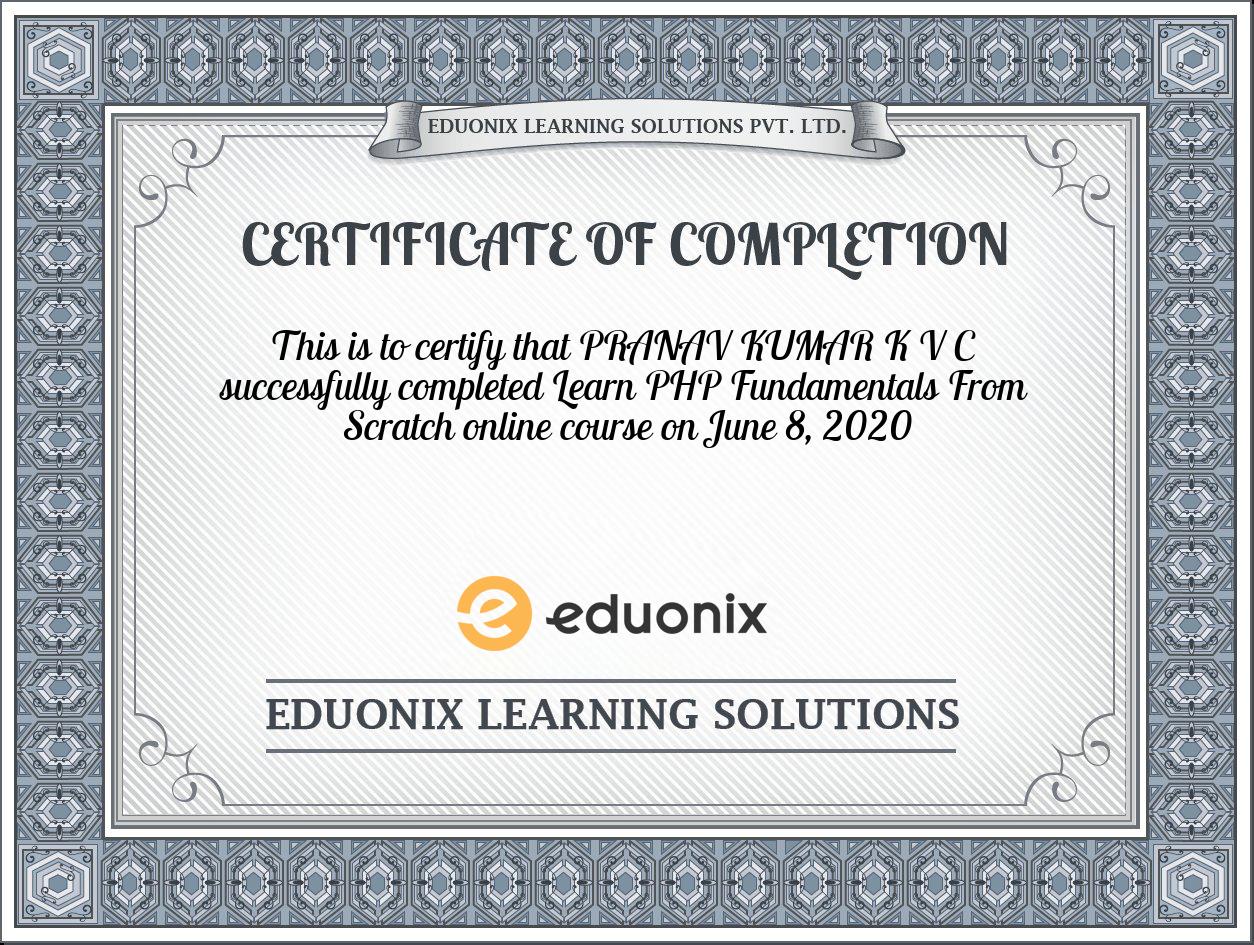 EDUONIX LEARNING SOLUTIONS PVT. LTD.
CERTIFICATE OF COMPLETION
This is to certify that PRANAV KUMAR K V C
successfully completed Learn PHP Fundamentals From
Scratch online course on June 8, 2020
e eduonix
EDUONIX LEARNING SOLUTIONS